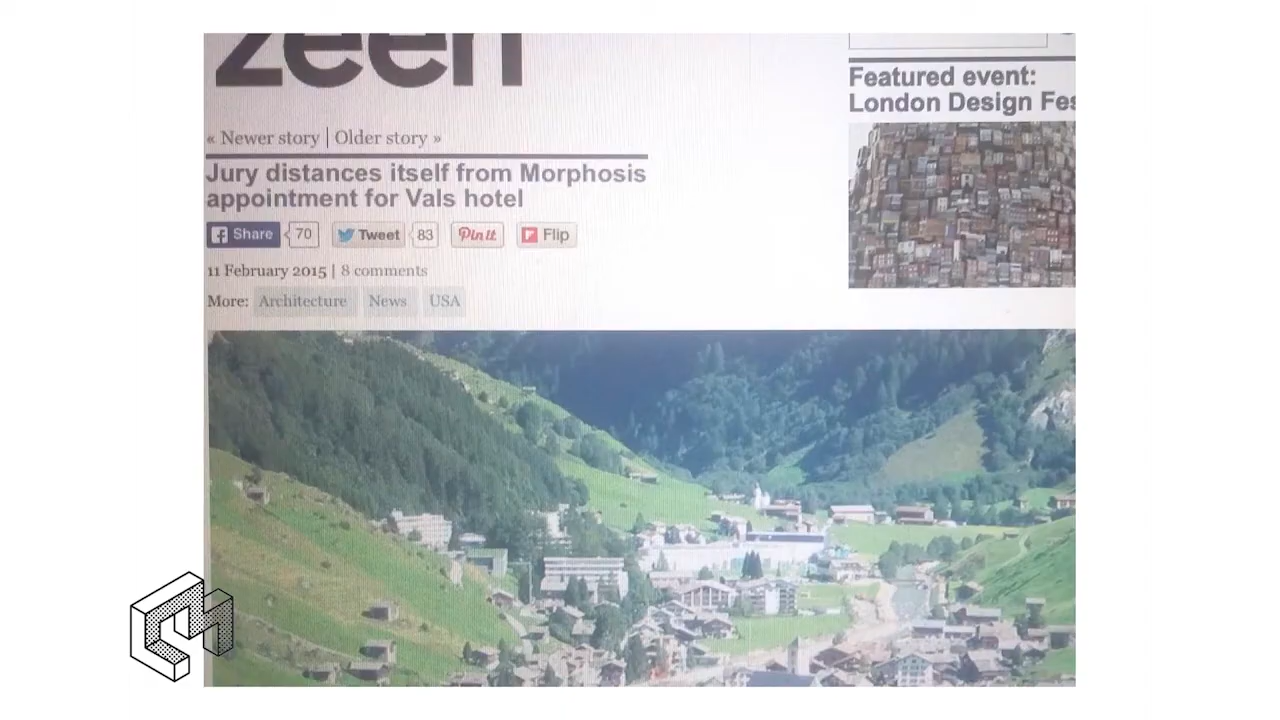 zeen
Featured event:
London Design Fes
« Newer story | Older story »
Jury distances itself from Morphosis
appointment for Vals hotel
Share 70 Tweet 83 Pin it Flip
11 February 2015 | 8 comments
More: Architecture News USA